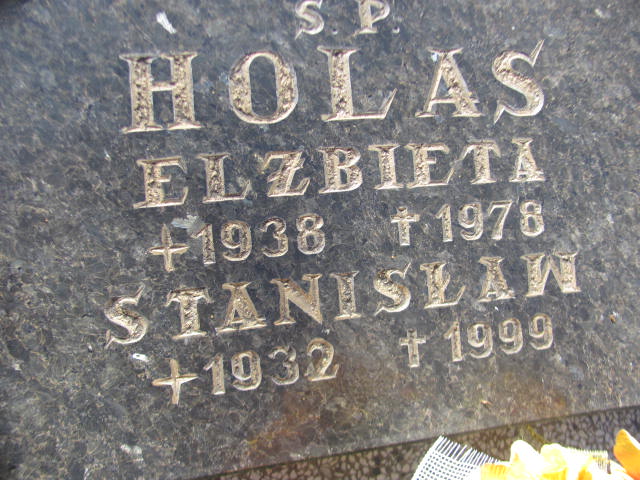 Ś. P.
HOLAS
ELŻBIETA
* 1938 † 1978
STANISŁAW
* 1932 † 1999